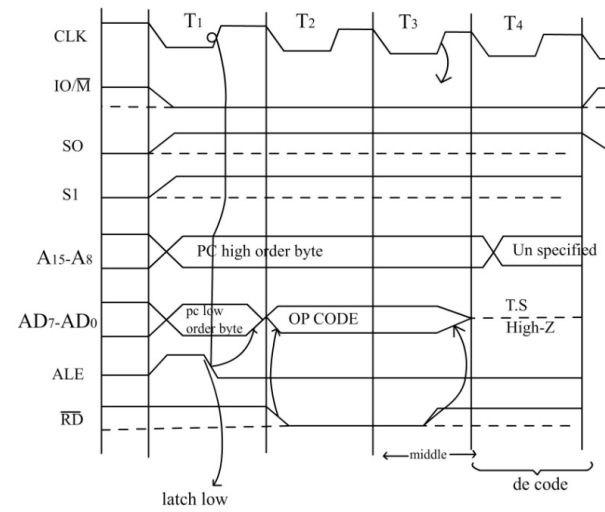 T1 T2 T3 T4
CLK
IO/M̅
SO
S1
A15-A8 PC high order byte Un specified
AD7-AD0 pc low
order byte OP CODE T.S
High-Z
ALE
R̅D̅
middle
de code
latch low